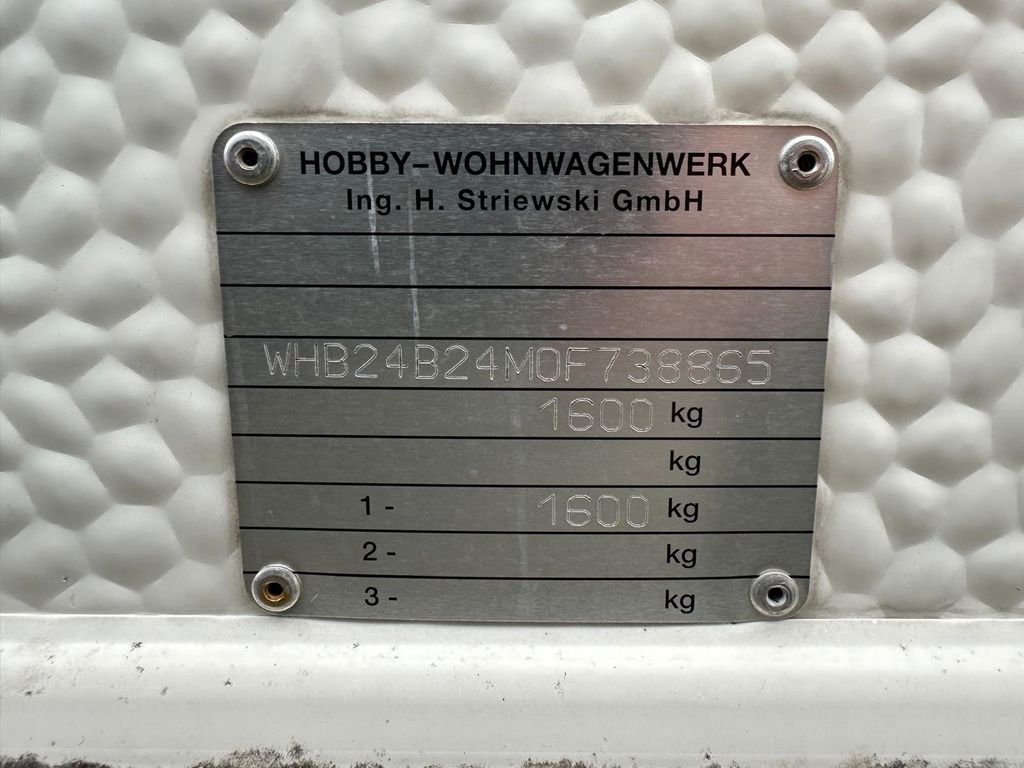 HOBBY-WOHNWAGENWERK
Ing. H. Striewski GmbH
WHB24B24M0F738865
1600 kg
kg
1- 1600 kg
2- kg
3- kg